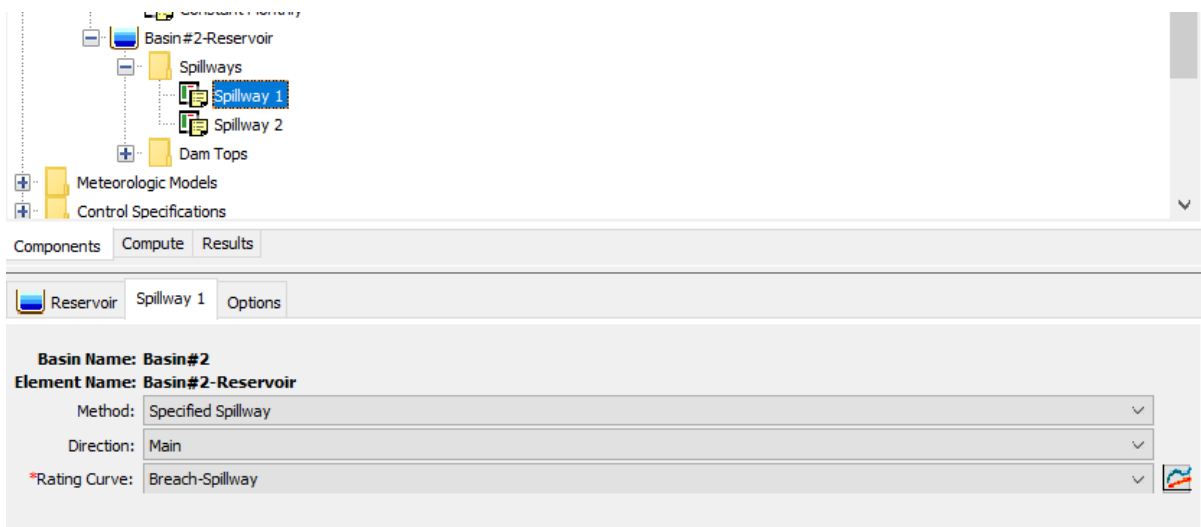 Constant Monthly
Basin#2-Reservoir
Spillways
Spillway 1
Spillway 2
Dam Tops
Meteorologic Models
Control Specifications
Components Compute Results
Reservoir Spillway 1 Options
Basin Name: Basin#2
Element Name: Basin#2-Reservoir
Method: Specified Spillway
Direction: Main
*Rating Curve: Breach-Spillway